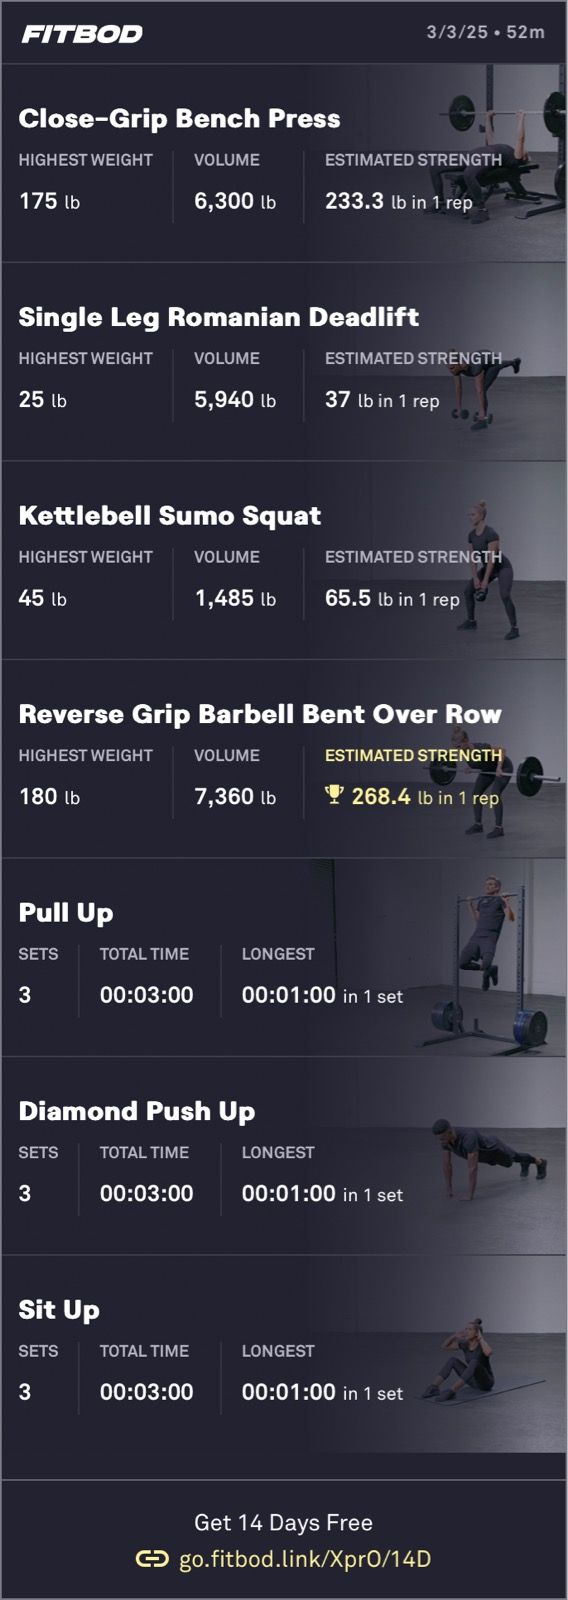 FITBOD 3/3/25 • 52m
Close-Grip Bench Press
HIGHEST WEIGHT VOLUME ESTIMATED STRENGTH
175 lb 6,300 lb 233.3 lb in 1 rep
Single Leg Romanian Deadlift
HIGHEST WEIGHT VOLUME ESTIMATED STRENGTH
25 lb 5,940 lb 37 lb in 1 rep
Kettlebell Sumo Squat
HIGHEST WEIGHT VOLUME ESTIMATED STRENGTH
45 lb 1,485 lb 65.5 lb in 1 rep
Reverse Grip Barbell Bent Over Row
HIGHEST WEIGHT VOLUME ESTIMATED STRENGTH
180 lb 7,360 lb 268.4 lb in 1 rep
Pull Up
SETS TOTAL TIME LONGEST
3 00:03:00 00:01:00 in 1 set
Diamond Push Up
SETS TOTAL TIME LONGEST
3 00:03:00 00:01:00 in 1 set
Sit Up
SETS TOTAL TIME LONGEST
3 00:03:00 00:01:00 in 1 set
Get 14 Days Free
go.fitbod.link/XprO/14D